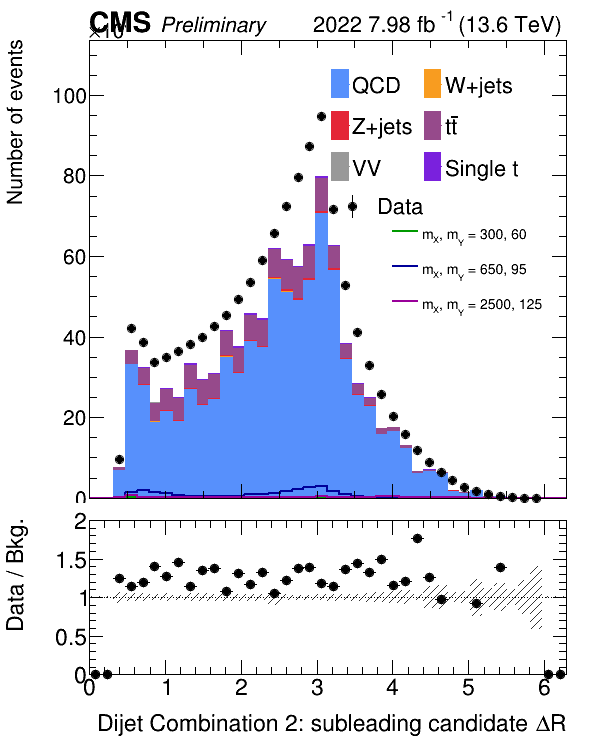 CMS Preliminary 2022 7.98 fb⁻¹ (13.6 TeV)
Number of events
100
80
60
40
20
0
QCD W+jets
Z+jets tt̄
VV Single t
Data
mX, mY = 300, 60
mX, mY = 650, 95
mX, mY = 2500, 125
Data / Bkg.
2
1.5
1
0.5
0
0 1 2 3 4 5 6
Dijet Combination 2: subleading candidate ΔR